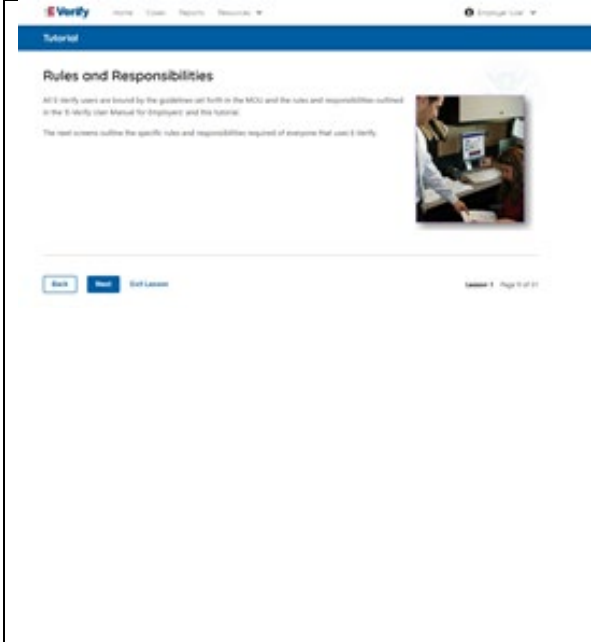 E-Verify Home Cases Reports Resources Employer User
Tutorial
Rules and Responsibilities
All E-Verify users are bound by the guidelines set forth in the MOU and the rules and responsibilities outlined
in the 'E-Verify User Manual for Employers' and this tutorial.
The next screens outline the specific rules and responsibilities required of everyone that uses E-Verify.
Back Next Exit Lesson Lesson 1 Page of 31